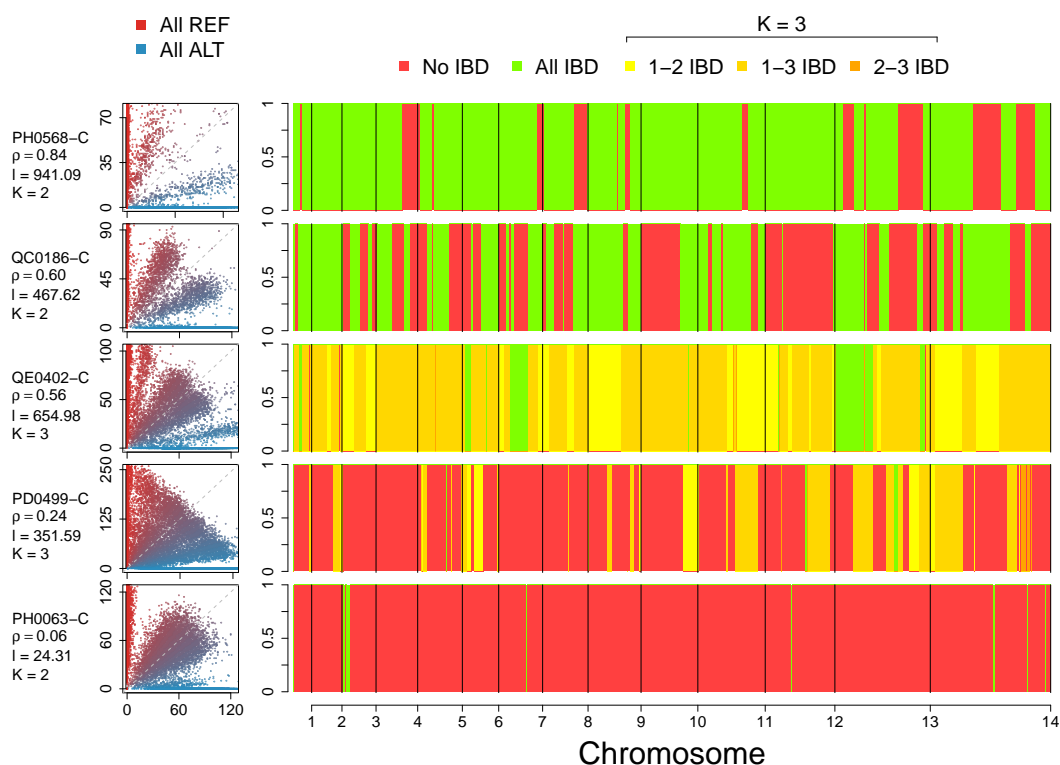 All REF
All ALT
K = 3
No IBD
All IBD
1−2 IBD
1−3 IBD
2−3 IBD
PH0568−C
ρ = 0.84
l = 941.09
K = 2
0
35
70
0
0.5
1
QC0186−C
ρ = 0.60
l = 467.62
K = 2
0
45
90
0
0.5
1
QE0402−C
ρ = 0.56
l = 654.98
K = 3
0
50
100
0
0.5
1
PD0499−C
ρ = 0.24
l = 351.59
K = 3
0
125
250
0
0.5
1
PH0063−C
ρ = 0.06
l = 24.31
K = 2
0
60
120
0
0.5
1
0 60 120
1 2 3 4 5 6 7 8 9 10 11 12 13 14
Chromosome